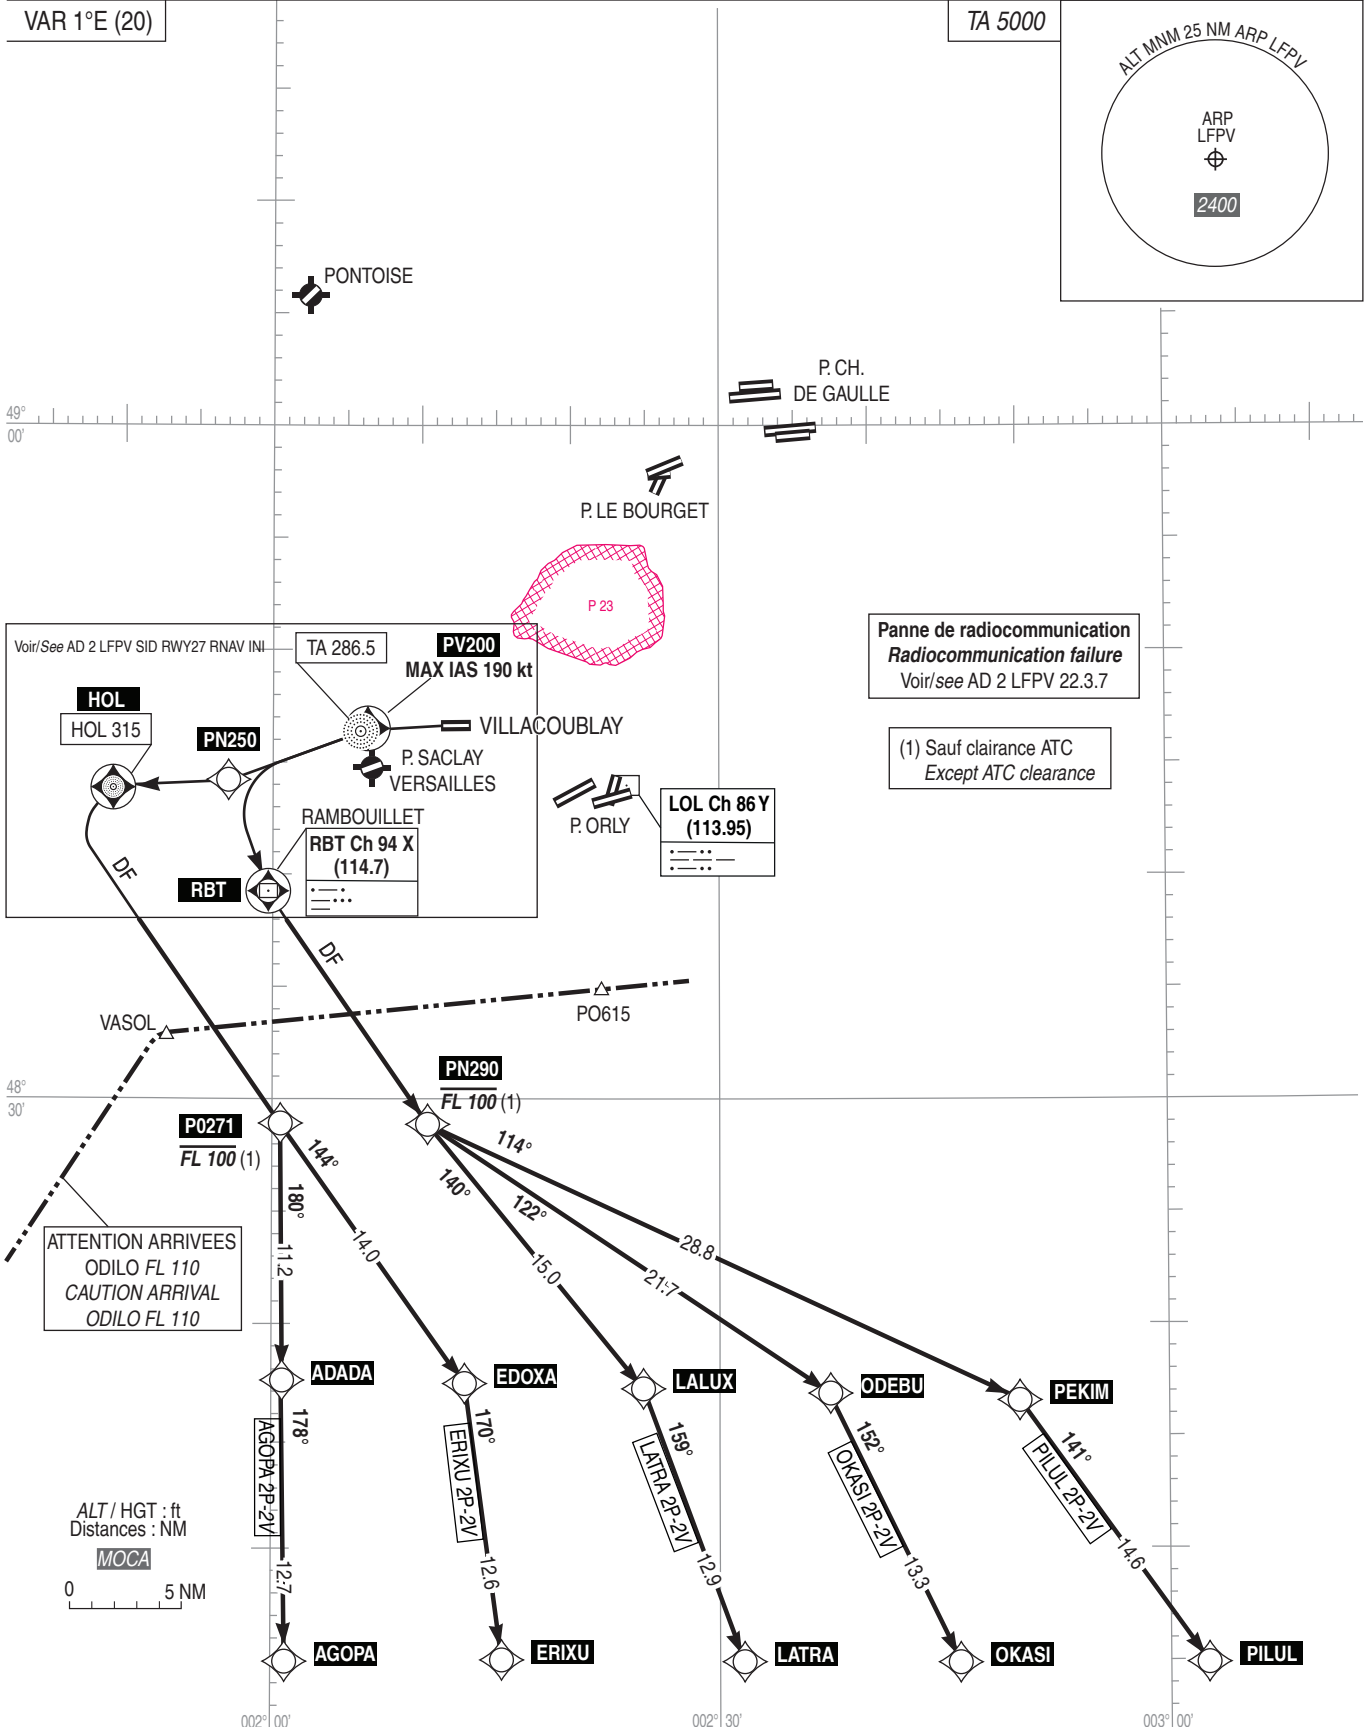 VAR 1°E (20)
TA 5000
ALT MNM 25 NM ARP LFPV
ARP
LFPV
2400
PONTOISE
P. CH.
DE GAULLE
49°
00'
P. LE BOURGET
P 23
Voir/See AD 2 LFPV SID RWY27 RNAV INI
TA 286.5
PV200
MAX IAS 190 kt
Panne de radiocommunication
Radiocommunication failure
Voir/see AD 2 LFPV 22.3.7
HOL
HOL 315
PN250
VILLACOUBLAY
P. SACLAY
VERSAILLES
(1) Sauf clairance ATC
Except ATC clearance
RAMBOUILLET
RBT Ch 94 X
(114.7)
P. ORLY
LOL Ch 86 Y
(113.95)
DF
RBT
DF
VASOL
PO615
48°
30'
PN290
FL 100 (1)
P0271
FL 100 (1)
144°
180°
114°
140°
122°
ATTENTION ARRIVEES
ODILO FL 110
CAUTION ARRIVAL
ODILO FL 110
11.2
14.0
15.0
21.7
28.8
ADADA
EDOXA
LALUX
ODEBU
PEKIM
178°
170°
159°
152°
141°
AGOPA 2P-2V
ERIXU 2P-2V
LATRA 2P-2V
OKASI 2P-2V
PILUL 2P-2V
ALT / HGT : ft
Distances : NM
MOCA
0 5 NM
12.7
12.6
12.9
13.3
14.6
AGOPA
ERIXU
LATRA
OKASI
PILUL
002° 00'
002° 30'
003° 00'